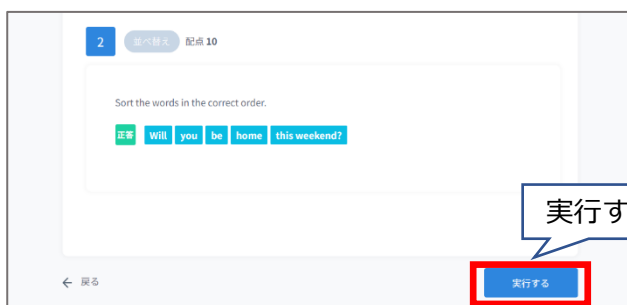 2 並べ替え 配点 10
Sort the words in the correct order.
正答 Will you be home this weekend?
実行す
← 戻る 実行する